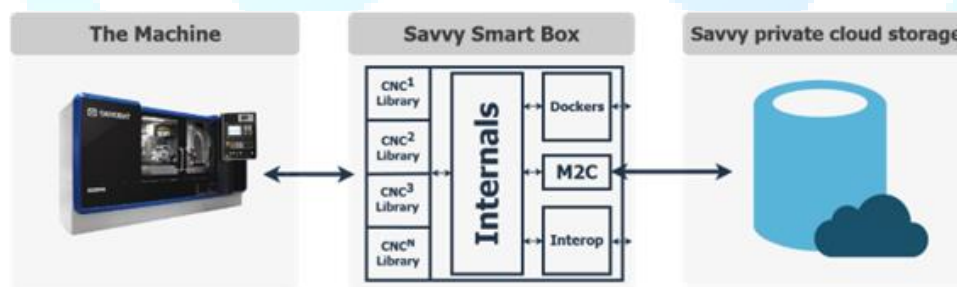 The Machine
Savvy Smart Box
Savvy private cloud storage
CNC1
Library
CNC2
Library
CNC3
Library
CNCN
Library
Internals
Dockers
M2C
Interop